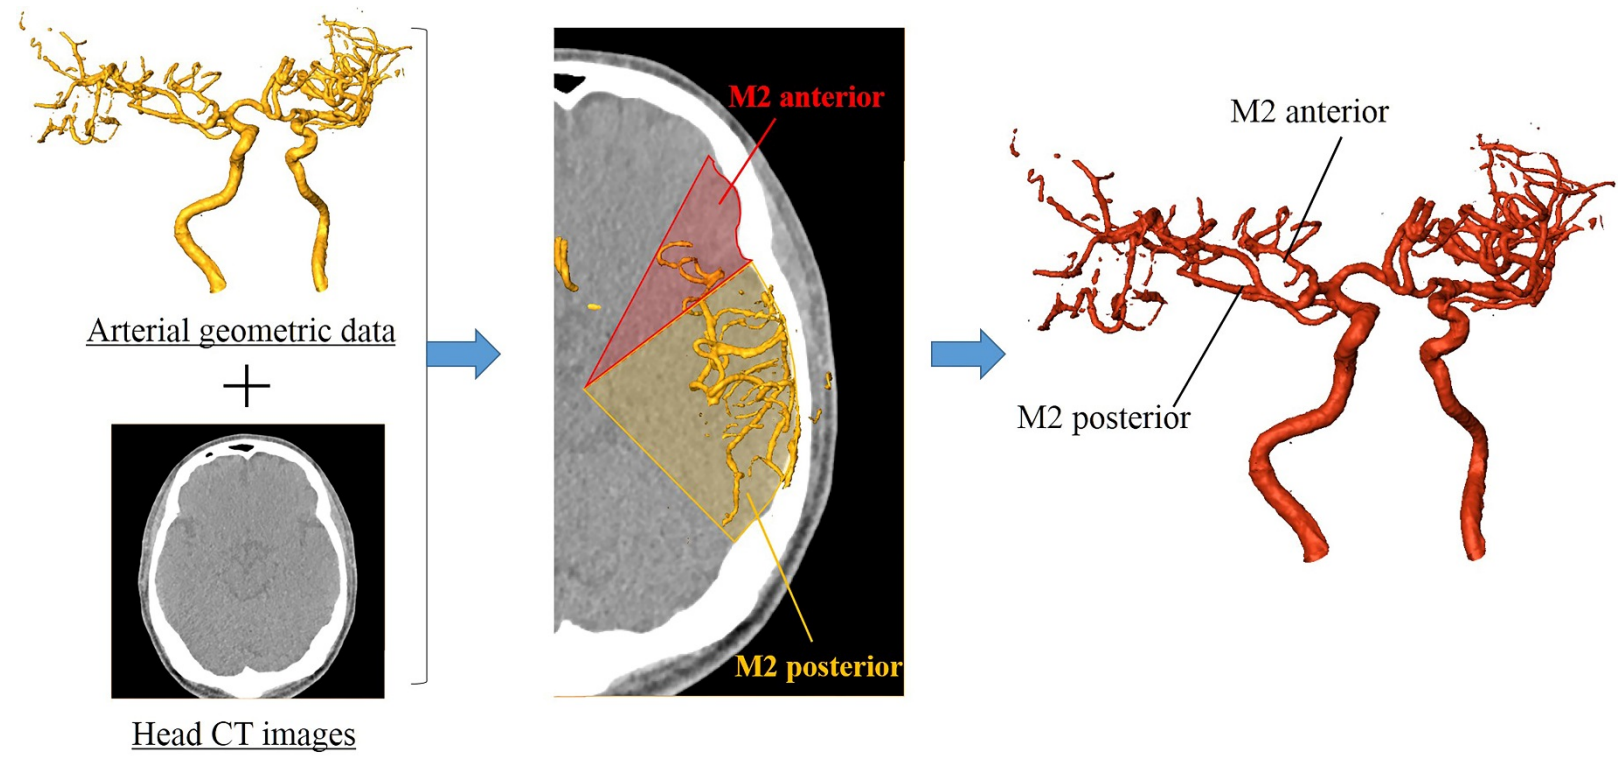 Arterial geometric data
+
Head CT images
M2 anterior
M2 posterior
M2 anterior
M2 posterior